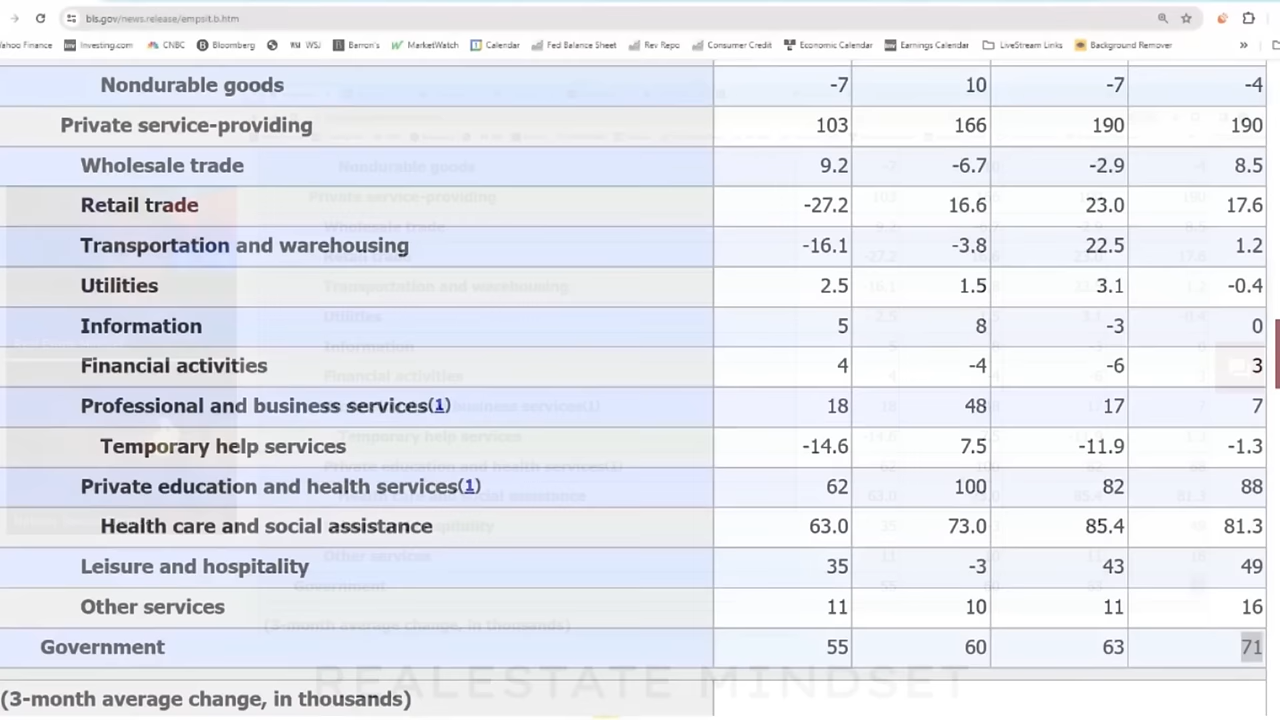 bls.gov/news.release/empsit.b.htm
Yahoo Finance Investing.com CNBC Bloomberg WSJ Barron's MarketWatch Calendar Fed Balance Sheet Rev Repo Consumer Credit Economic Calendar Earnings Calendar LiveStream Links Background Remover »
Nondurable goods -7 10 -7 -4
Private service-providing 103 166 190 190
Wholesale trade 9.2 -6.7 -2.9 8.5
Retail trade -27.2 16.6 23.0 17.6
Transportation and warehousing -16.1 -3.8 22.5 1.2
Utilities 2.5 1.5 3.1 -0.4
Information 5 8 -3 0
Financial activities 4 -4 -6 3
Professional and business services(1) 18 48 17 7
Temporary help services -14.6 7.5 -11.9 -1.3
Private education and health services(1) 62 100 82 88
Health care and social assistance 63.0 73.0 85.4 81.3
Leisure and hospitality 35 -3 43 49
Other services 11 10 11 16
Government 55 60 63 71
REALESTATE MINDSET
(3-month average change, in thousands)